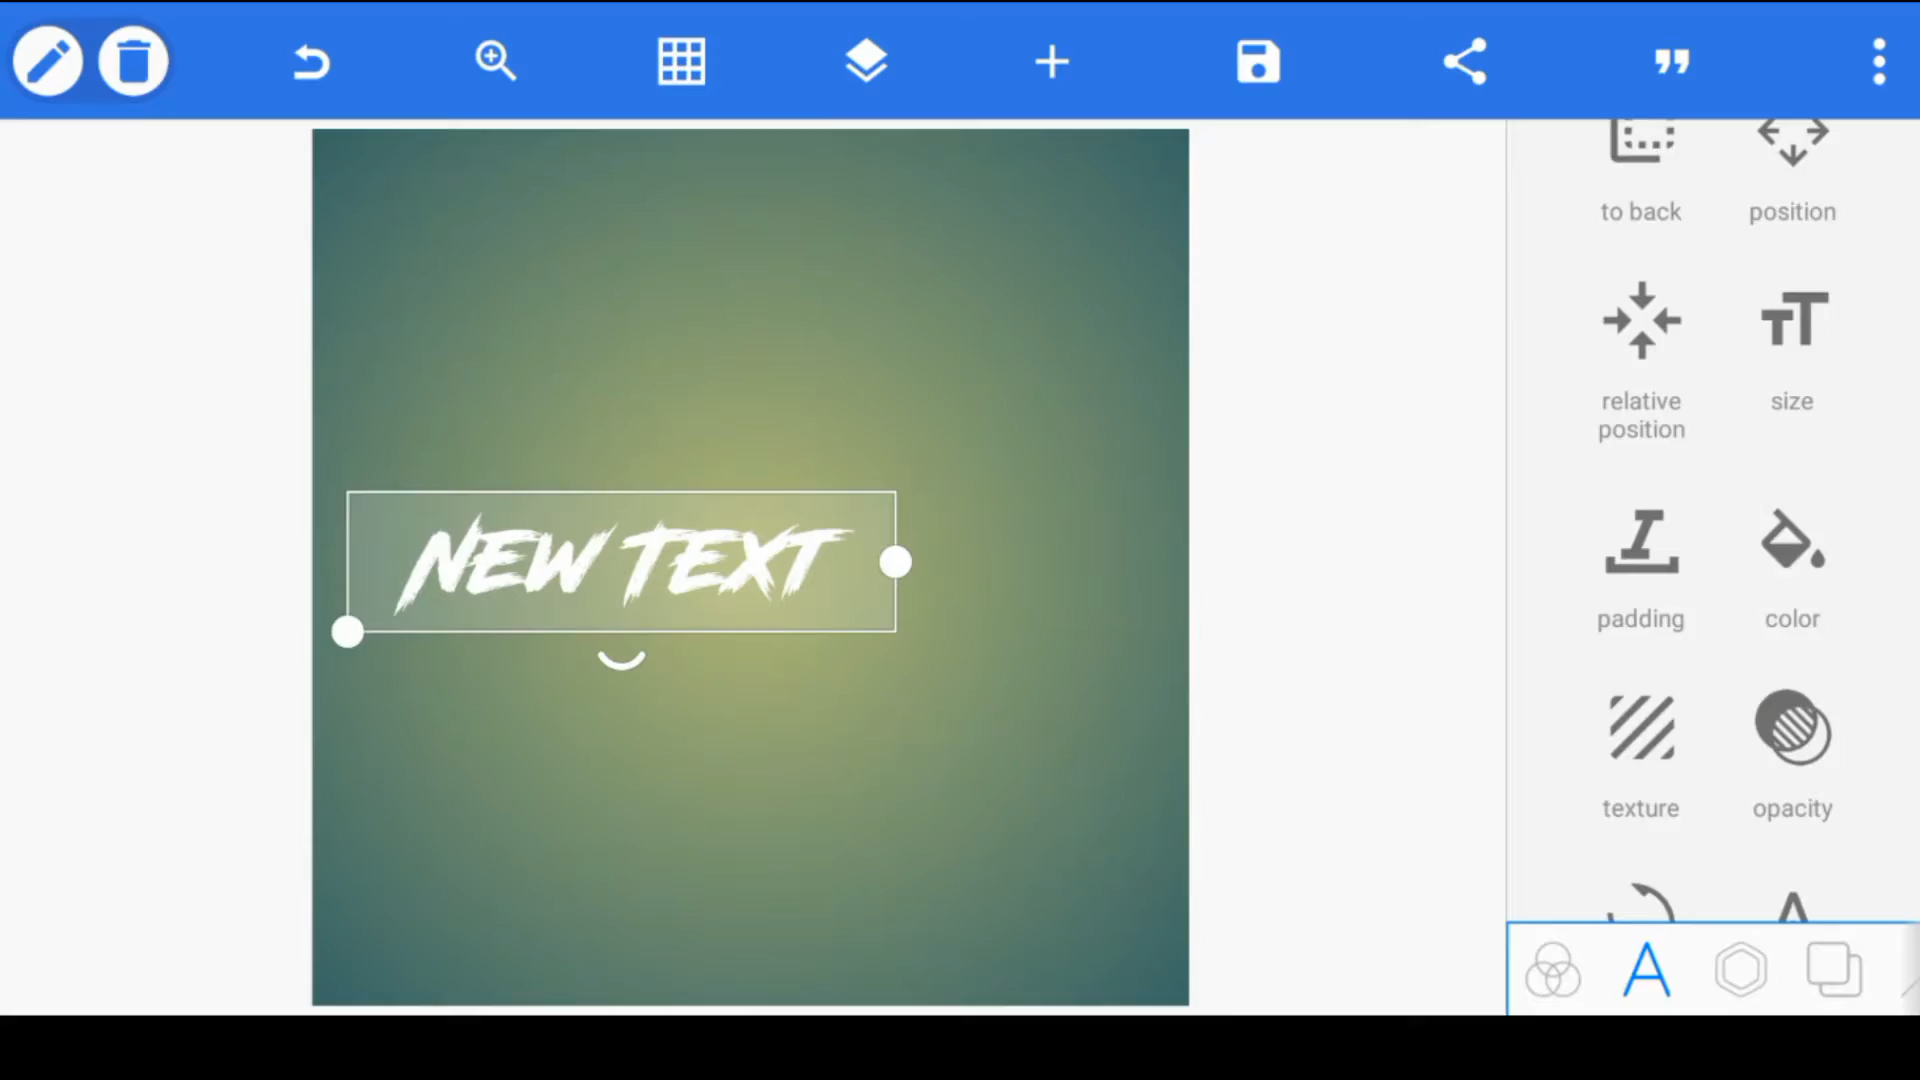 to back
position
relative
position
size
NEW TEXT
padding
color
texture
opacity